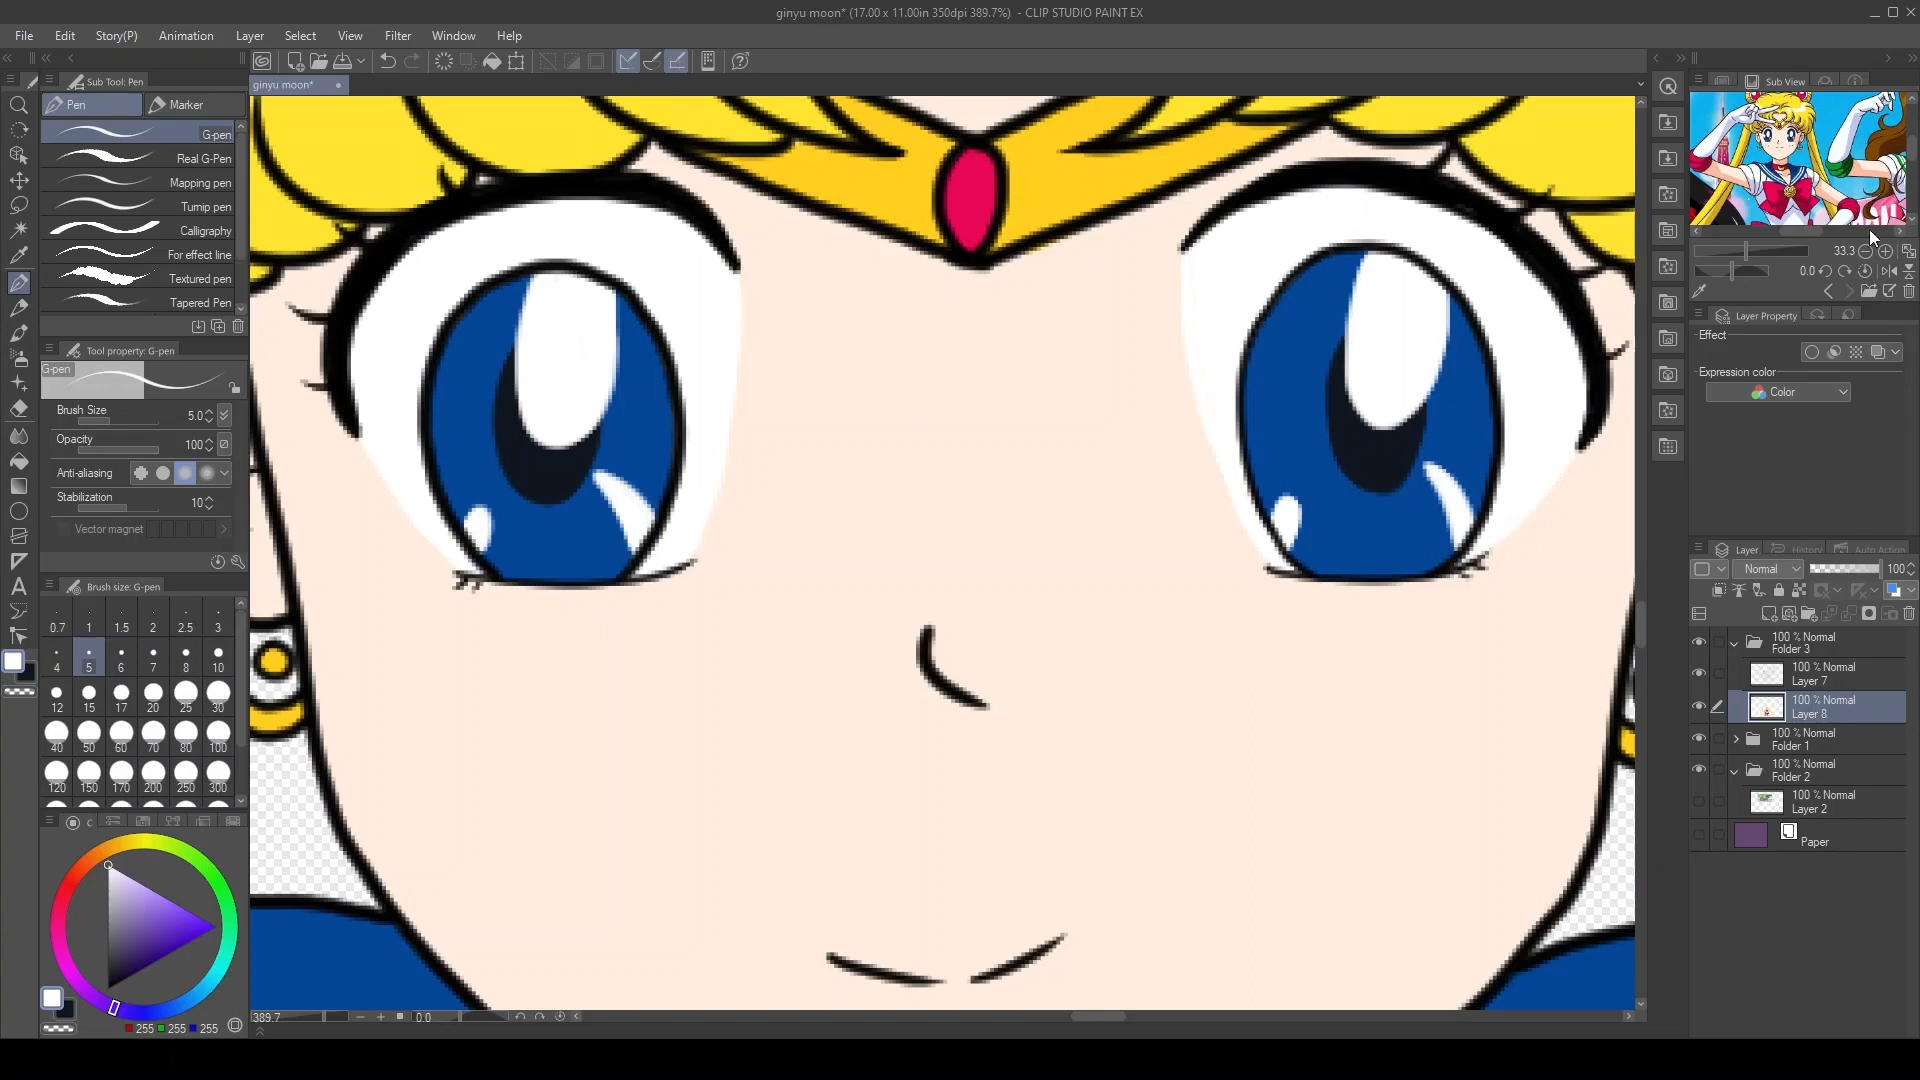 ginyu moon* (17.00 x 11.00in 350dpi 389.7%) - CLIP STUDIO PAINT EX
File Edit Story(P) Animation Layer Select View Filter Window Help
Sub Tool: Pen
ginyu moon*
Sub View
Pen Marker
G-pen
Real G-Pen
Mapping pen
Turnip pen
Calligraphy
For effect line
Textured pen
Tapered Pen
Tool property: G-pen
G-pen
Brush Size 5.0
Opacity 100
Anti-aliasing
Stabilization 10
Vector magnet
Brush size: G-pen
0.7 1 1.5 2 2.5 3
4 5 6 7 8 10
12 15 17 20 25 30
40 50 60 70 80 100
120 150 170 200 250 300
C
255 255 255
389.7 0.0
33.3
0.0
Layer Property
Effect
Expression color
Color
Layer History Auto Action
Normal 100
100 % Normal
Folder 3
100 % Normal
Layer 7
100 % Normal
Layer 8
100 % Normal
Folder 1
100 % Normal
Folder 2
100 % Normal
Layer 2
Paper